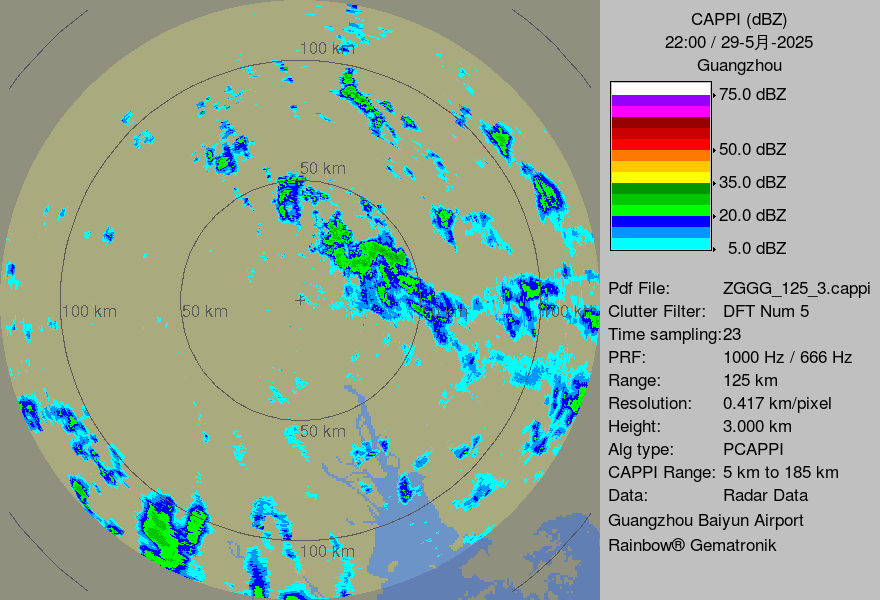 CAPPI (dBZ)
22:00 / 29-5月-2025
Guangzhou
75.0 dBZ
50.0 dBZ
35.0 dBZ
20.0 dBZ
5.0 dBZ
Pdf File: ZGGG_125_3.cappi
Clutter Filter: DFT Num 5
Time sampling:23
PRF: 1000 Hz / 666 Hz
Range: 125 km
Resolution: 0.417 km/pixel
Height: 3.000 km
Alg type: PCAPPI
CAPPI Range: 5 km to 185 km
Data: Radar Data
Guangzhou Baiyun Airport
Rainbow® Gematronik
100 km
50 km
100 km
50 km
50 km
100 km